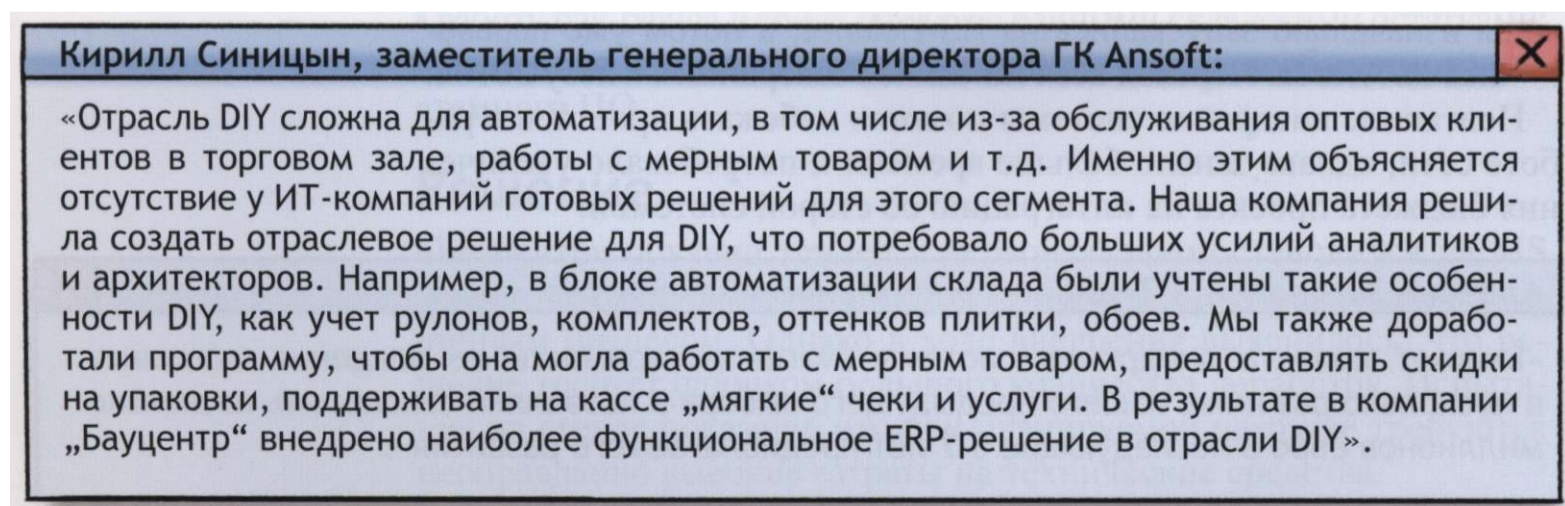 Кирилл Синицын, заместитель генерального директора ГК Ansoft:
«Отрасль DIY сложна для автоматизации, в том числе из-за обслуживания оптовых кли-
ентов в торговом зале, работы с мерным товаром и т.д. Именно этим объясняется
отсутствие у ИТ-компаний готовых решений для этого сегмента. Наша компания реши-
ла создать отраслевое решение для DIY, что потребовало больших усилий аналитиков
и архитекторов. Например, в блоке автоматизации склада были учтены такие особен-
ности DIY, как учет рулонов, комплектов, оттенков плитки, обоев. Мы также дорабо-
тали программу, чтобы она могла работать с мерным товаром, предоставлять скидки
на упаковки, поддерживать на кассе „мягкие“ чеки и услуги. В результате в компании
„Бауцентр“ внедрено наиболее функциональное ERP-решение в отрасли DIY».